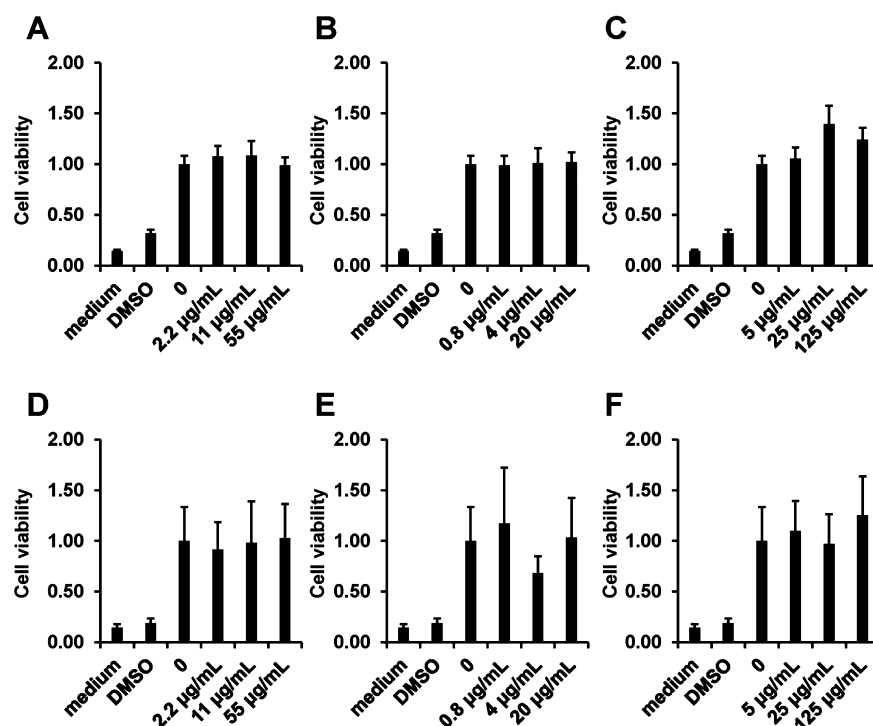 A
B
C
2.00
1.50
1.00
0.50
0.00
Cell viability
medium
DMSO
0
2.2 µg/mL
11 µg/mL
55 µg/mL
2.00
1.50
1.00
0.50
0.00
Cell viability
medium
DMSO
0
0.8 µg/mL
4 µg/mL
20 µg/mL
2.00
1.50
1.00
0.50
0.00
Cell viability
medium
DMSO
0
5 µg/mL
25 µg/mL
125 µg/mL
D
E
F
2.00
1.50
1.00
0.50
0.00
Cell viability
medium
DMSO
0
2.2 µg/mL
11 µg/mL
55 µg/mL
2.00
1.50
1.00
0.50
0.00
Cell viability
medium
DMSO
0
0.8 µg/mL
4 µg/mL
20 µg/mL
2.00
1.50
1.00
0.50
0.00
Cell viability
medium
DMSO
0
5 µg/mL
25 µg/mL
125 µg/mL